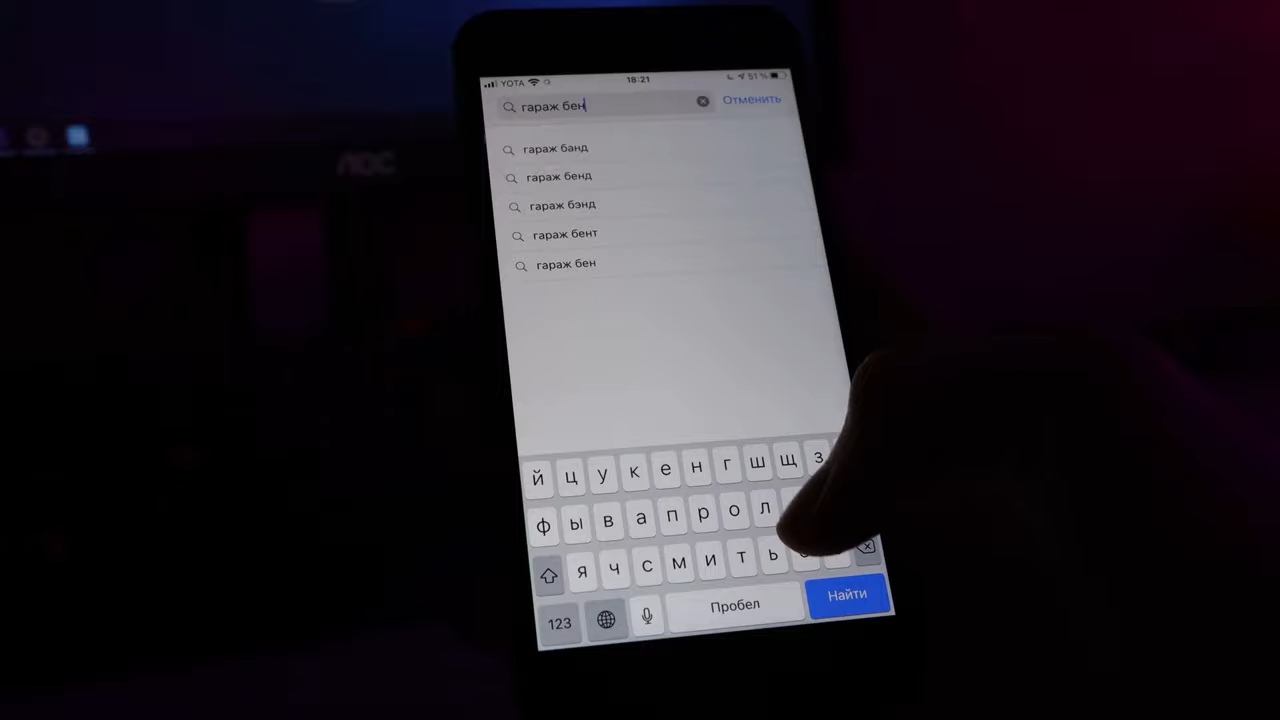 AOC
YOTA 18:21 51 %
гараж бен Отменить
гараж банд
гараж бенд
гараж бэнд
гараж бент
гараж бен
й ц у к е н г ш щ з
ф ы в а п р о л
я ч с м и т ь
123 Пробел Найти